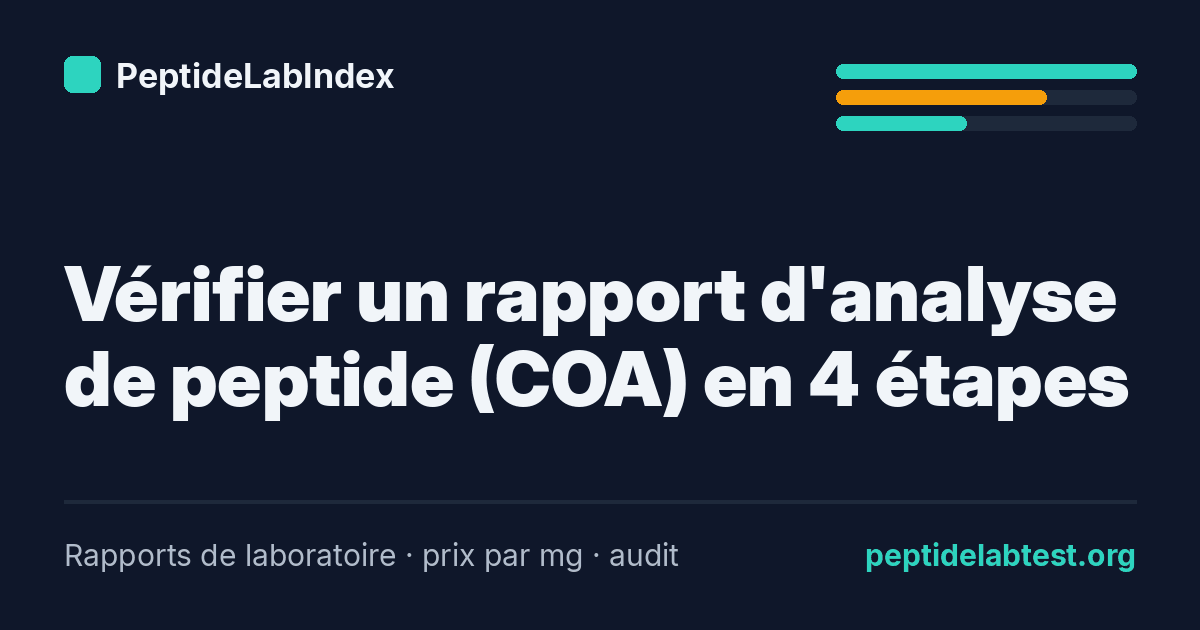 PeptideLabIndex
Vérifier un rapport d'analyse
de peptide (COA) en 4 étapes
Rapports de laboratoire · prix par mg · audit
peptidelabtest.org